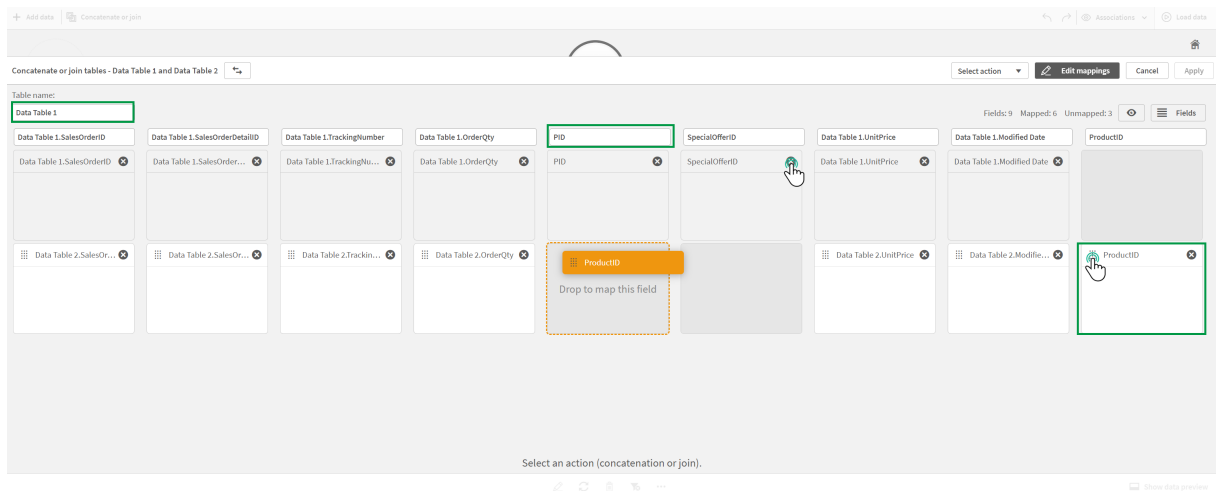 Add data Concatenate or join Associations Load data
Concatenate or join tables - Data Table 1 and Data Table 2 Select action Edit mappings Cancel Apply
Table name:
Data Table 1 Fields: 9 Mapped: 6 Unmapped: 3 Fields
Data Table 1.SalesOrderID Data Table 1.SalesOrderDetailID Data Table 1.TrackingNumber Data Table 1.OrderQty PID SpecialOfferID Data Table 1.UnitPrice Data Table 1.Modified Date ProductID
Data Table 1.SalesOrderID Data Table 1.SalesOrder... Data Table 1.TrackingNu... Data Table 1.OrderQty PID SpecialOfferID Data Table 1.UnitPrice Data Table 1.Modified Date
Data Table 2.SalesOr... Data Table 2.SalesOr... Data Table 2.Trackin... Data Table 2.OrderQty ProductID Data Table 2.UnitPrice Data Table 2.Modifie... ProductID
Drop to map this field
Select an action (concatenation or join).
Show data preview